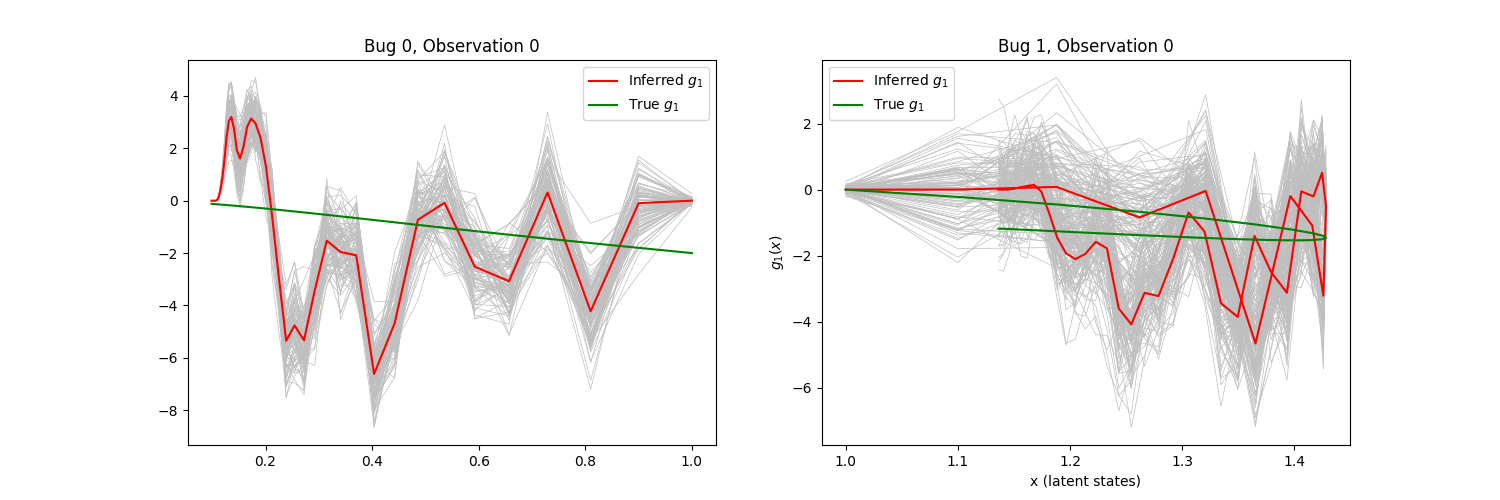 Bug 0, Observation 0
Inferred g₁
True g₁
4
2
0
−2
−4
−6
−8
0.2 0.4 0.6 0.8 1.0
Bug 1, Observation 0
Inferred g₁
True g₁
g₁(x)
2
0
−2
−4
−6
1.0 1.1 1.2 1.3 1.4
x (latent states)